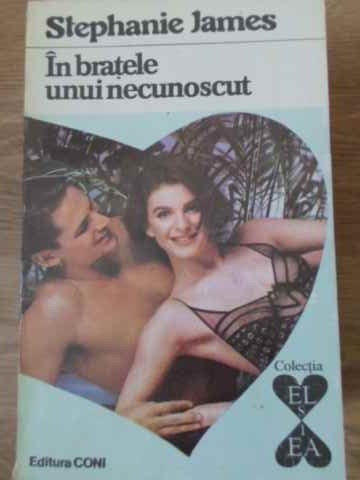 Stephanie James
În brațele
unui necunoscut
Colecția
EL
ȘI
EA
Editura CONI